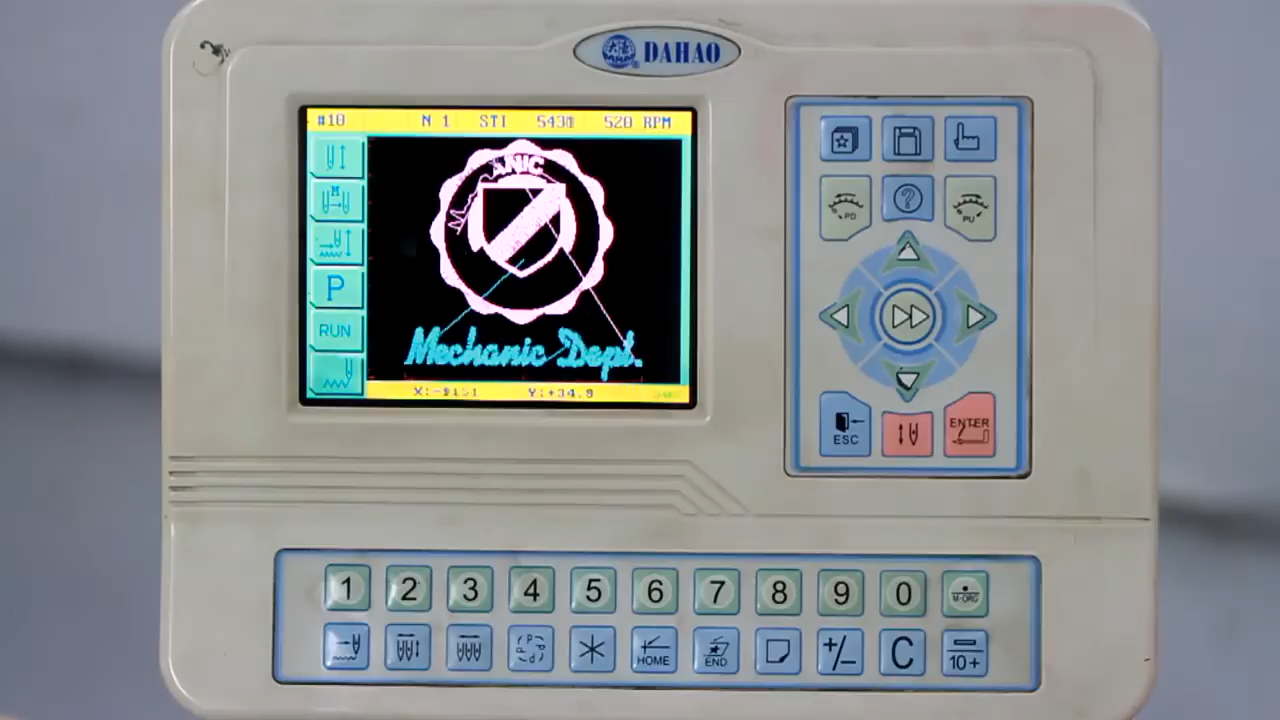 DAHAO
#10 N 1 STI 520 RPM
ANIC
P
RUN
Mechanic Dept.
Y:+34.9
?
PD PU
ESC
ENTER
1 2 3 4 5 6 7 8 9 0 M-ORG
HOME END +/- C 10+